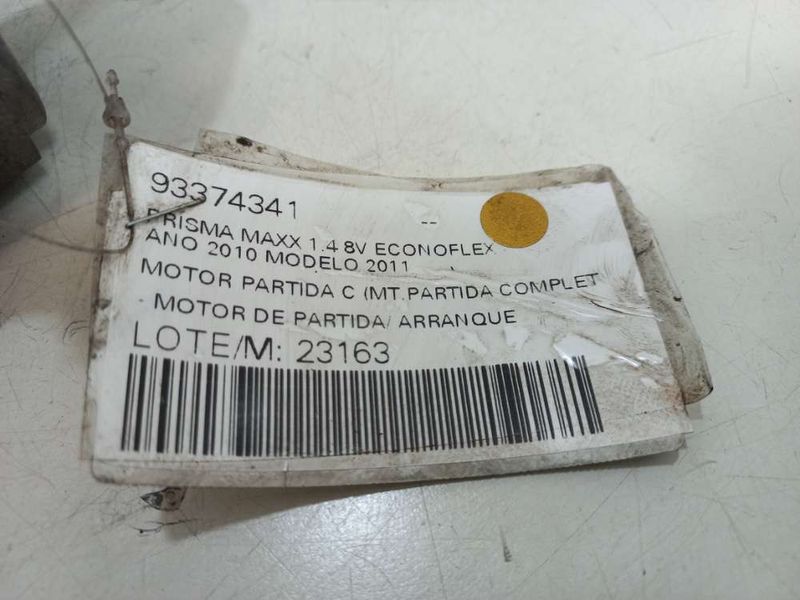 93374341
--
PRISMA MAXX 1.4 8V ECONOFLEX
ANO 2010 MODELO 2011
MOTOR PARTIDA C (MT.PARTIDA COMPLET
MOTOR DE PARTIDA/ ARRANQUE
LOTE/M: 23163